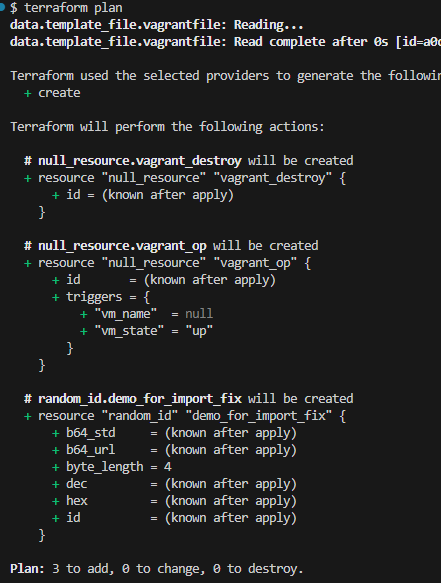 $ terraform plan
data.template_file.vagrantfile: Reading...
data.template_file.vagrantfile: Read complete after 0s [id=a0c
Terraform used the selected providers to generate the followin
+ create
Terraform will perform the following actions:
# null_resource.vagrant_destroy will be created
+ resource "null_resource" "vagrant_destroy" {
+ id = (known after apply)
}
# null_resource.vagrant_op will be created
+ resource "null_resource" "vagrant_op" {
+ id       = (known after apply)
+ triggers = {
+ "vm_name"  = null
+ "vm_state" = "up"
}
}
# random_id.demo_for_import_fix will be created
+ resource "random_id" "demo_for_import_fix" {
+ b64_std     = (known after apply)
+ b64_url     = (known after apply)
+ byte_length = 4
+ dec         = (known after apply)
+ hex         = (known after apply)
+ id          = (known after apply)
}
Plan: 3 to add, 0 to change, 0 to destroy.